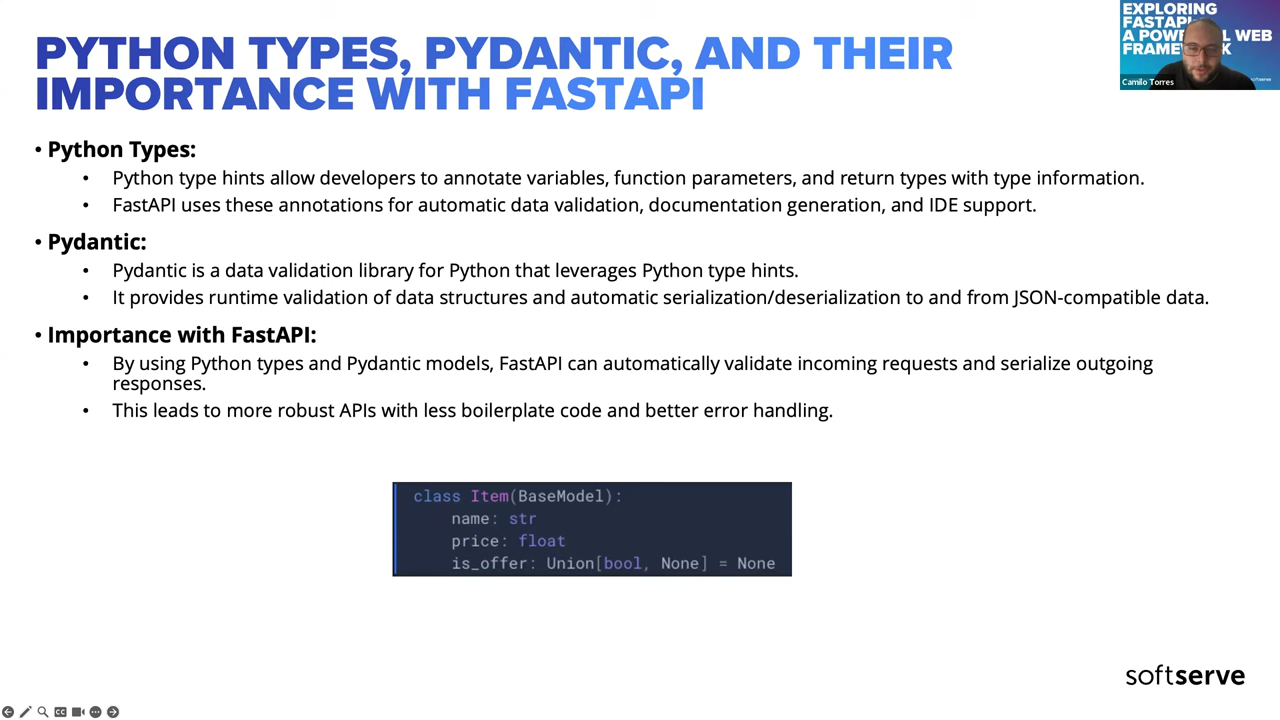 PYTHON TYPES, PYDANTIC, AND THEIR
IMPORTANCE WITH FASTAPI
• Python Types:
• Python type hints allow developers to annotate variables, function parameters, and return types with type information.
• FastAPI uses these annotations for automatic data validation, documentation generation, and IDE support.
• Pydantic:
• Pydantic is a data validation library for Python that leverages Python type hints.
• It provides runtime validation of data structures and automatic serialization/deserialization to and from JSON-compatible data.
• Importance with FastAPI:
• By using Python types and Pydantic models, FastAPI can automatically validate incoming requests and serialize outgoing
responses.
• This leads to more robust APIs with less boilerplate code and better error handling.
class Item(BaseModel):
name: str
price: float
is_offer: Union[bool, None] = None
softserve
EXPLORING
FASTAPI
A WEB
Camilo Torres
softserve
CC